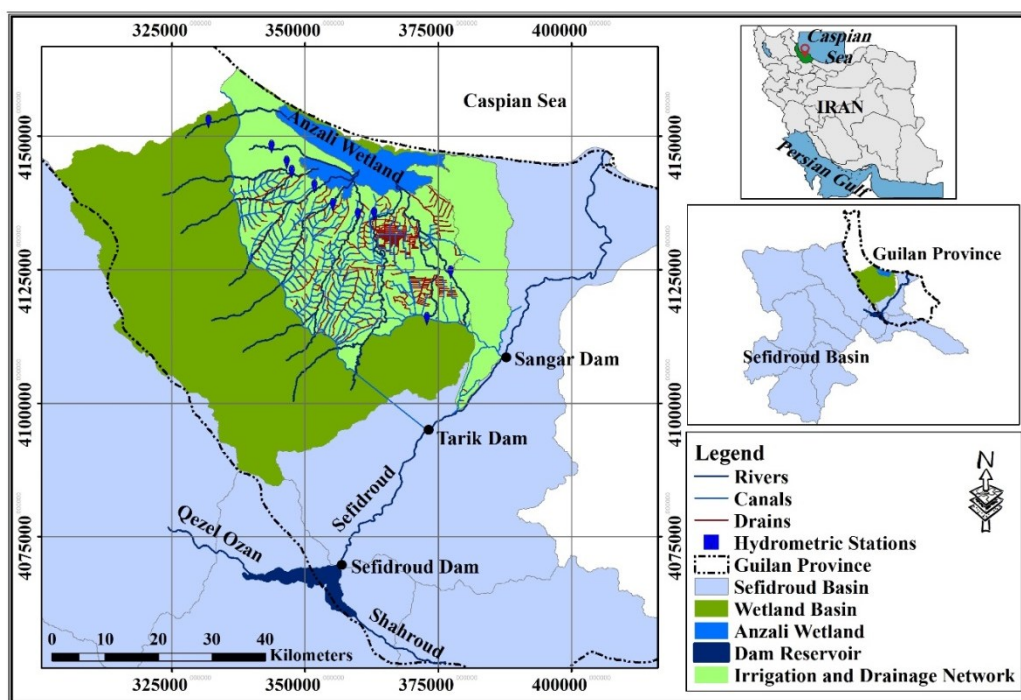 325000
350000
375000
400000
Caspian Sea
Anzali Wetland
4150000
4125000
4100000
4075000
4150000
4125000
4100000
4075000
Sangar Dam
Tarik Dam
Sefidroud
Qezel Ozan
Sefidroud Dam
Shahroud
0 10 20 30 40
Kilometers
325000
350000
375000
400000
Caspian
Sea
IRAN
Persian Gulf
Guilan Province
Sefidroud Basin
Legend
N
Rivers
Canals
Drains
Hydrometric Stations
Guilan Province
Sefidroud Basin
Wetland Basin
Anzali Wetland
Dam Reservoir
Irrigation and Drainage Network